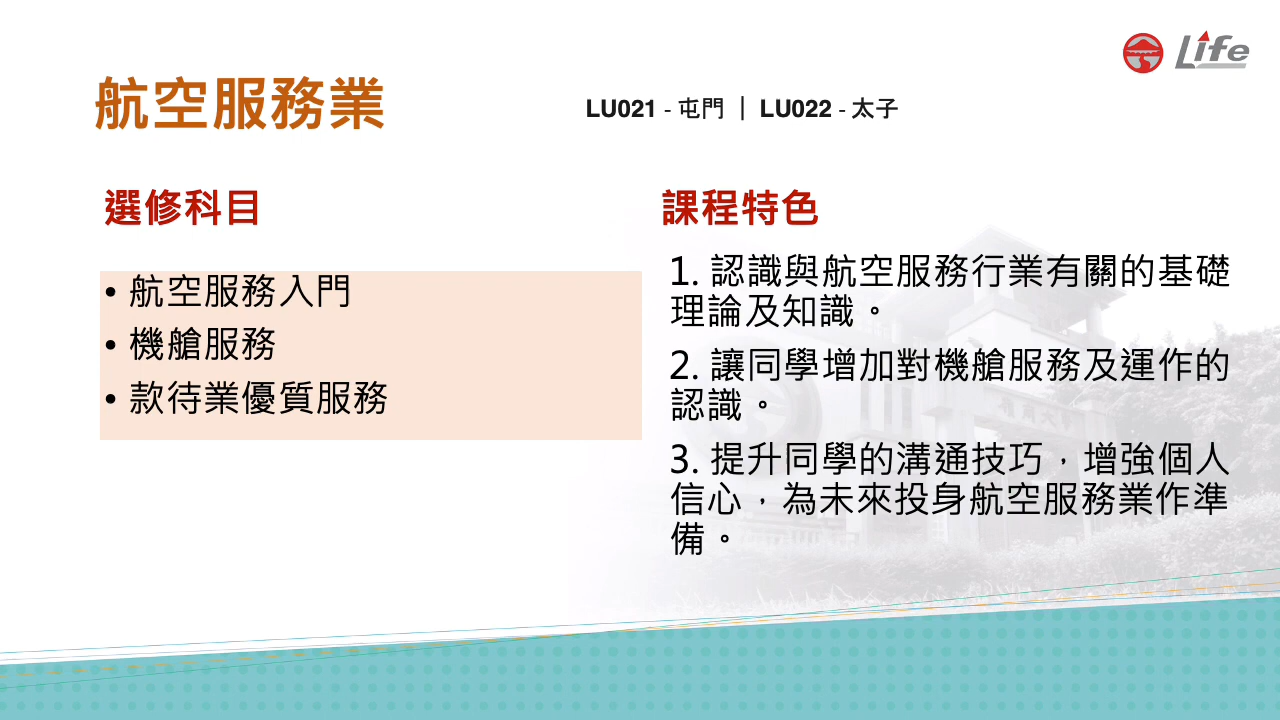 Life
航空服務業
LU021 - 屯門 │ LU022 - 太子
選修科目
• 航空服務入門
• 機艙服務
• 款待業優質服務
課程特色
1. 認識與航空服務行業有關的基礎
理論及知識。
2. 讓同學增加對機艙服務及運作的
認識。
3. 提升同學的溝通技巧，增強個人
信心，為未來投身航空服務業作準
備。